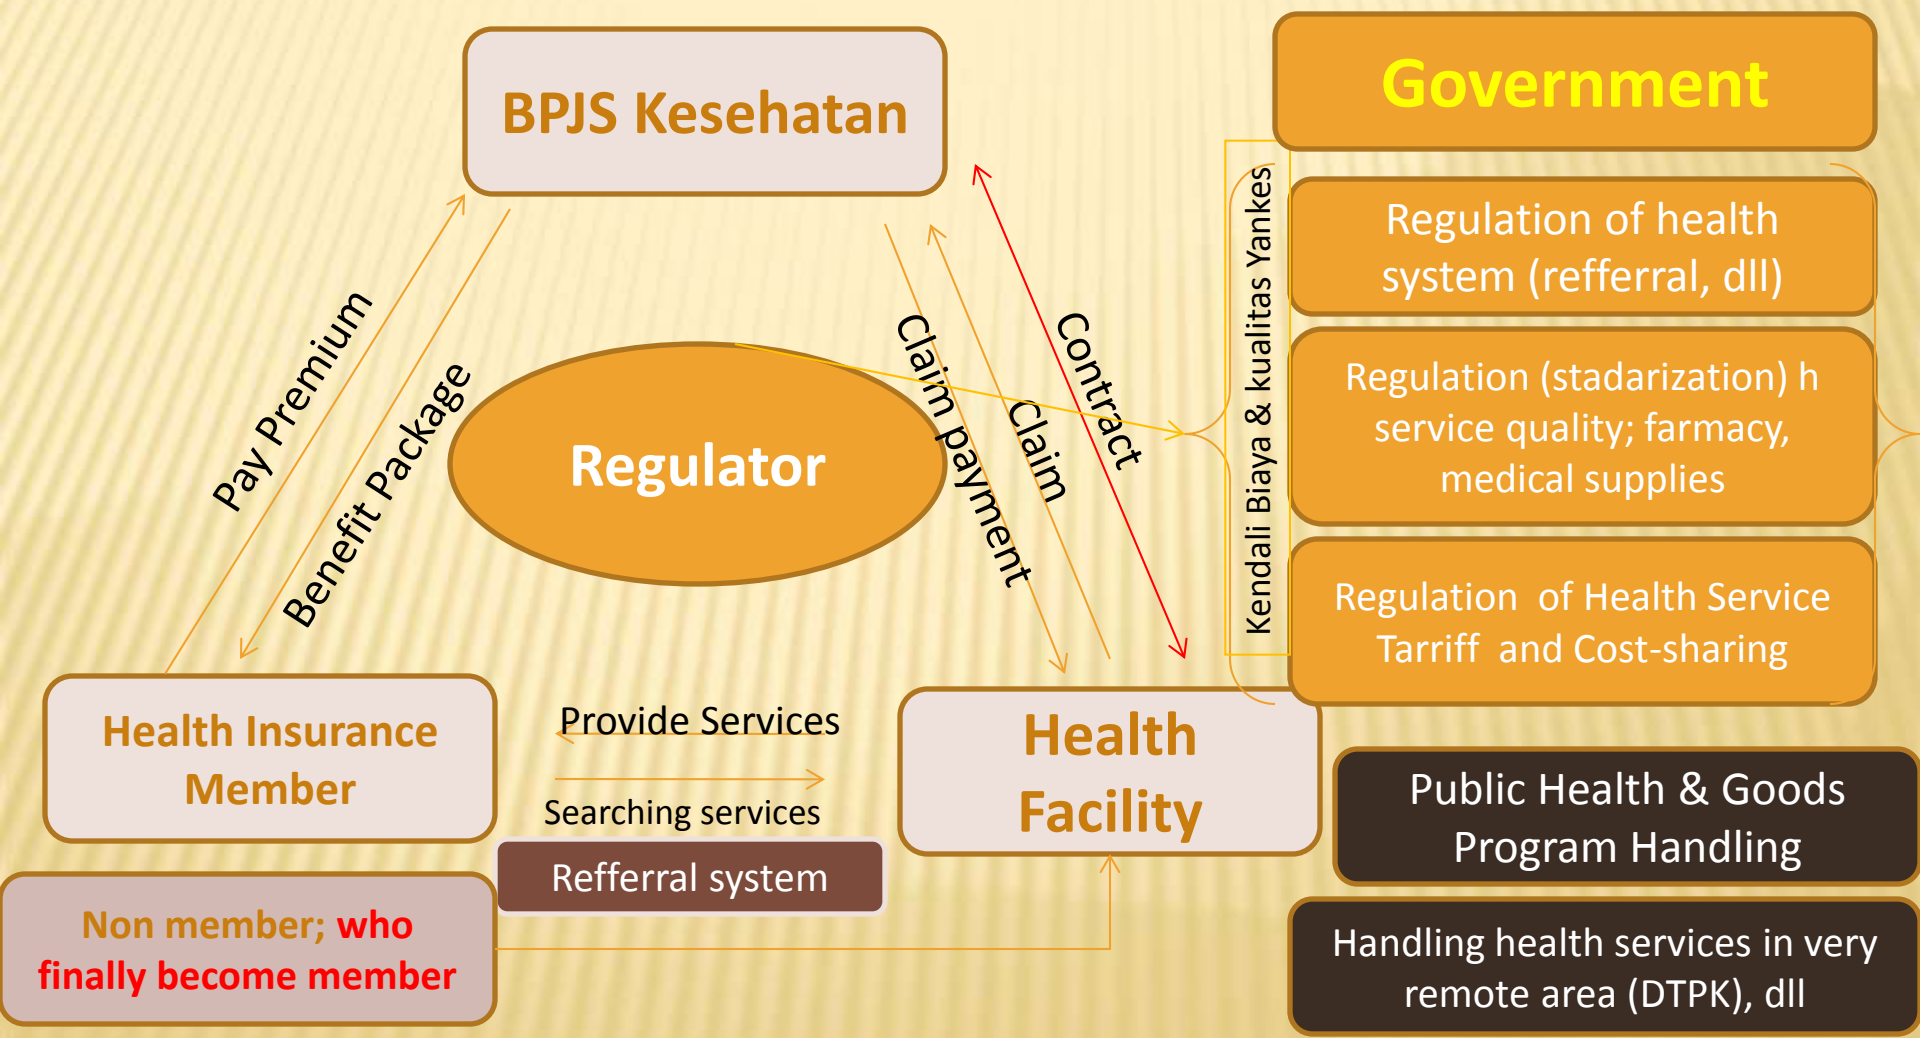 BPJS Kesehatan
Government
Regulation of health
system (refferral, dll)
Kendali Biaya & kualitas Yankes
Regulation (stadarization) h
service quality; farmacy,
medical supplies
Regulation of Health Service
Tarriff and Cost-sharing
Pay Premium
Benefit Package
Regulator
Claim payment
Claim
Contract
Health Insurance
Member
Provide Services
Searching services
Health
Facility
Refferral system
Non member; who
finally become member
Public Health & Goods
Program Handling
Handling health services in very
remote area (DTPK), dll